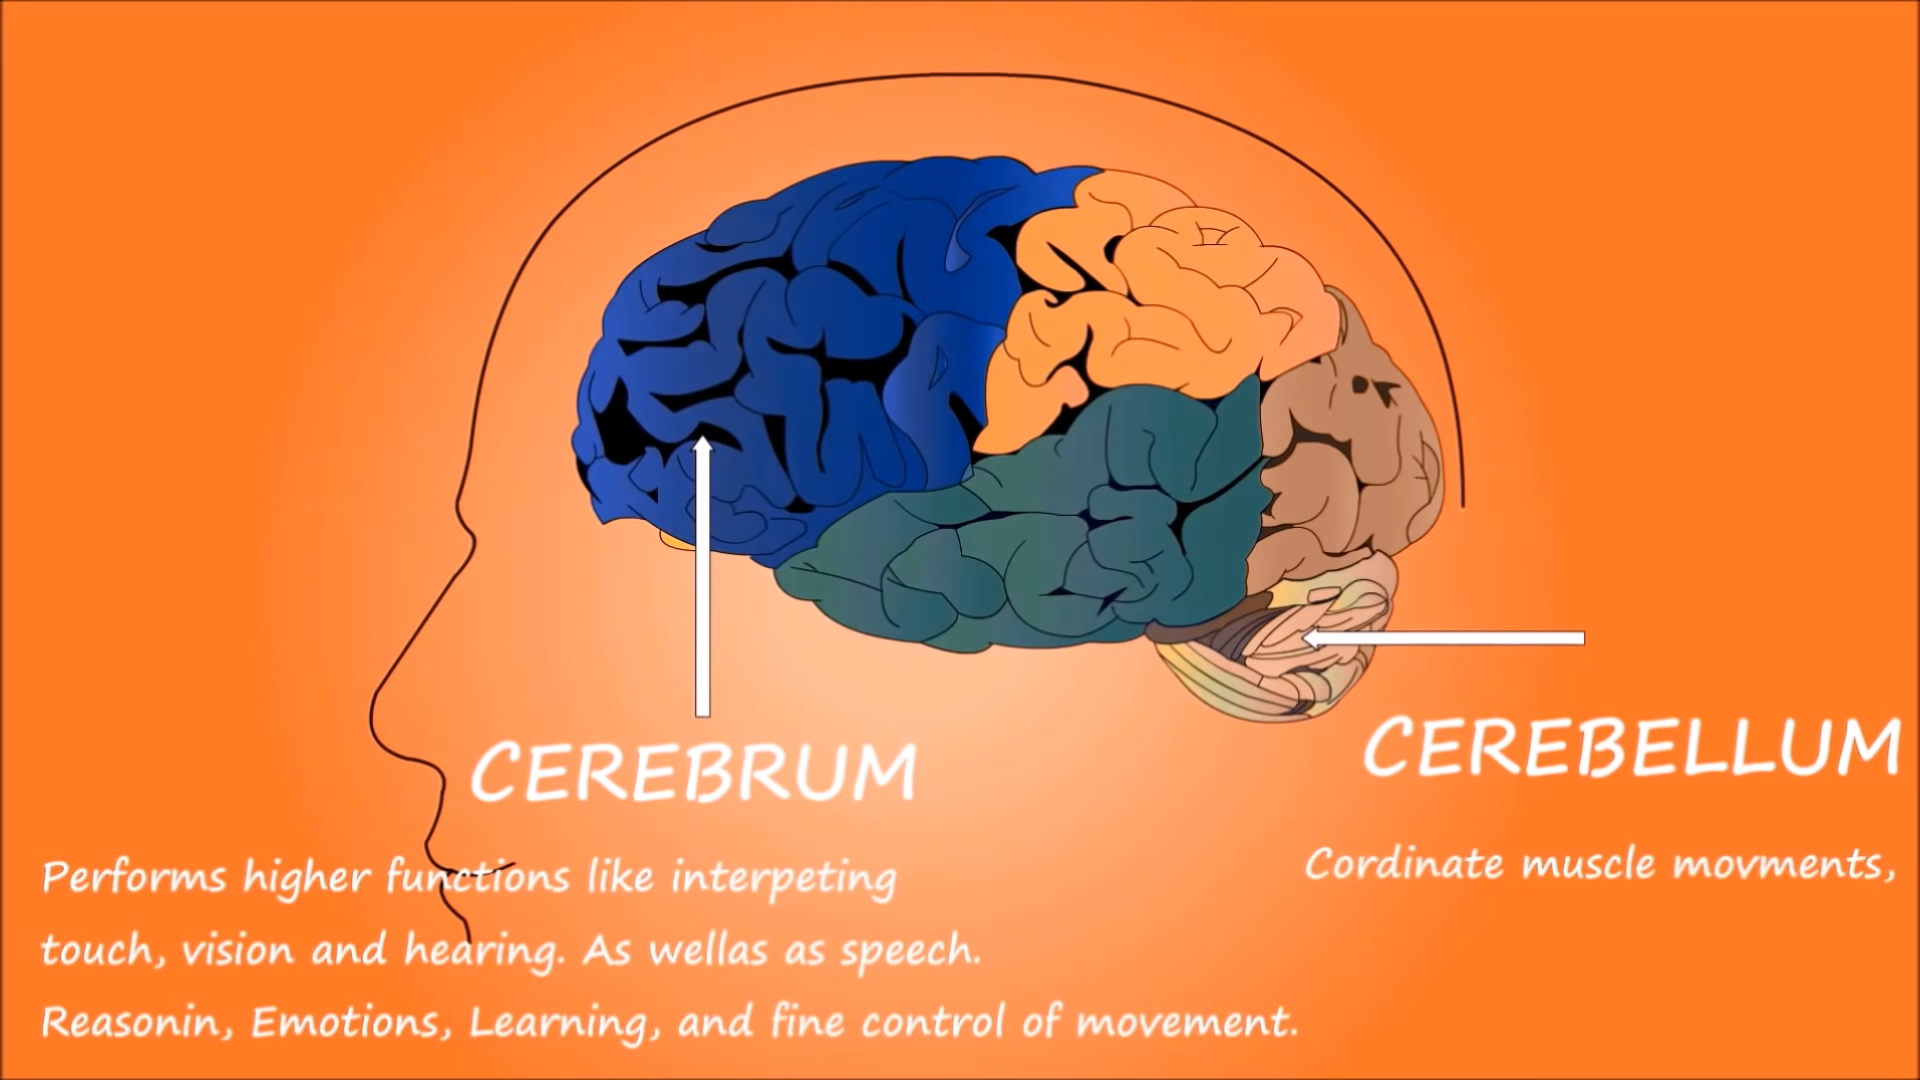 CEREBRUM
Performs higher functions like interpeting
touch, vision and hearing. As wellas as speech.
Reasonin, Emotions, Learning, and fine control of movement.
CEREBELLUM
Cordinate muscle movments,